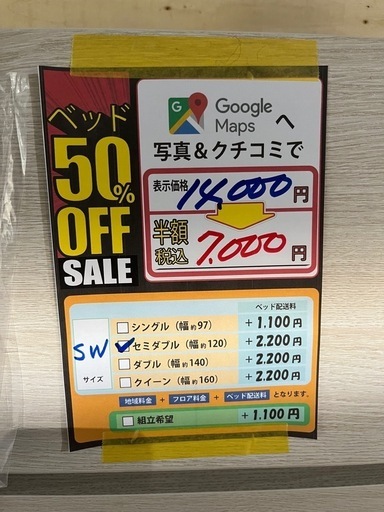 ベッド
50%
OFF
SALE
Google
Maps へ
写真＆クチコミで
表示価格 14,000円
半額
税込 7.000円
ベッド配送料
SW
サイズ
シングル（幅約97） +1.100円
セミダブル（幅約120） +2.200円
ダブル（幅約140） +2.200円
クイーン（幅約160） +2.200円
地域料金 + フロア料金 + ベッド配送料 となります。
組立希望 +1.100円